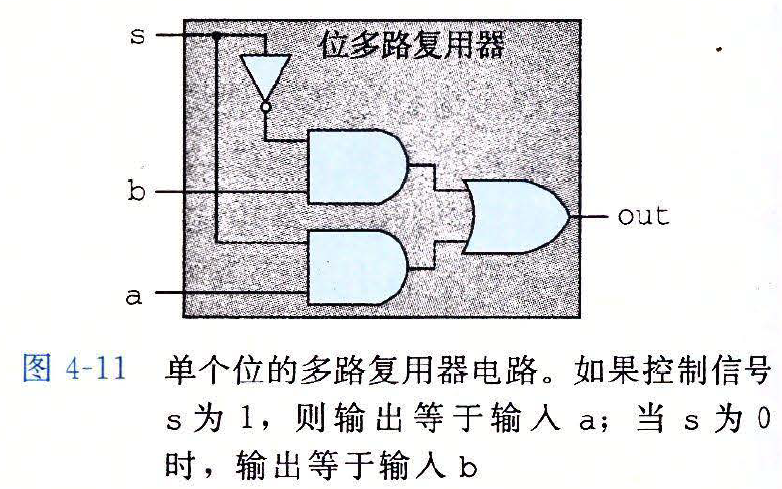 s
位多路复用器
b
out
a
图 4-11 单个位的多路复用器电路。如果控制信号
s 为 1，则输出等于输入 a；当 s 为 0
时，输出等于输入 b